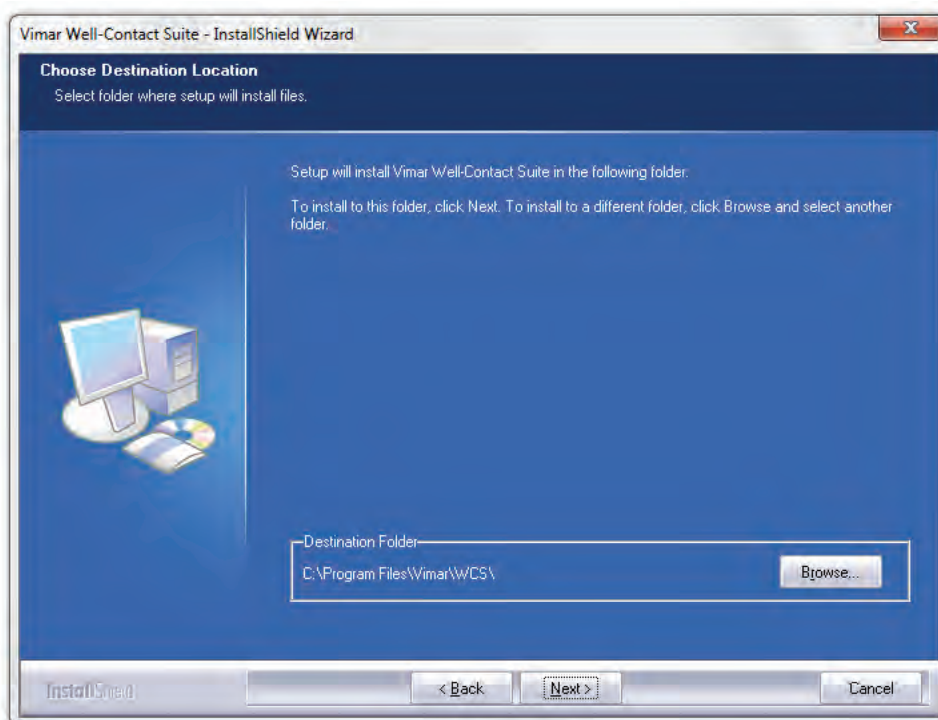 Vimar Well-Contact Suite - InstallShield Wizard
Choose Destination Location
Select folder where setup will install files.
Setup will install Vimar Well-Contact Suite in the following folder.
To install to this folder, click Next. To install to a different folder, click Browse and select another
folder.
Destination Folder
C:\Program Files\Vimar\WCS\
Browse...
InstallShield
< Back
Next >
Cancel